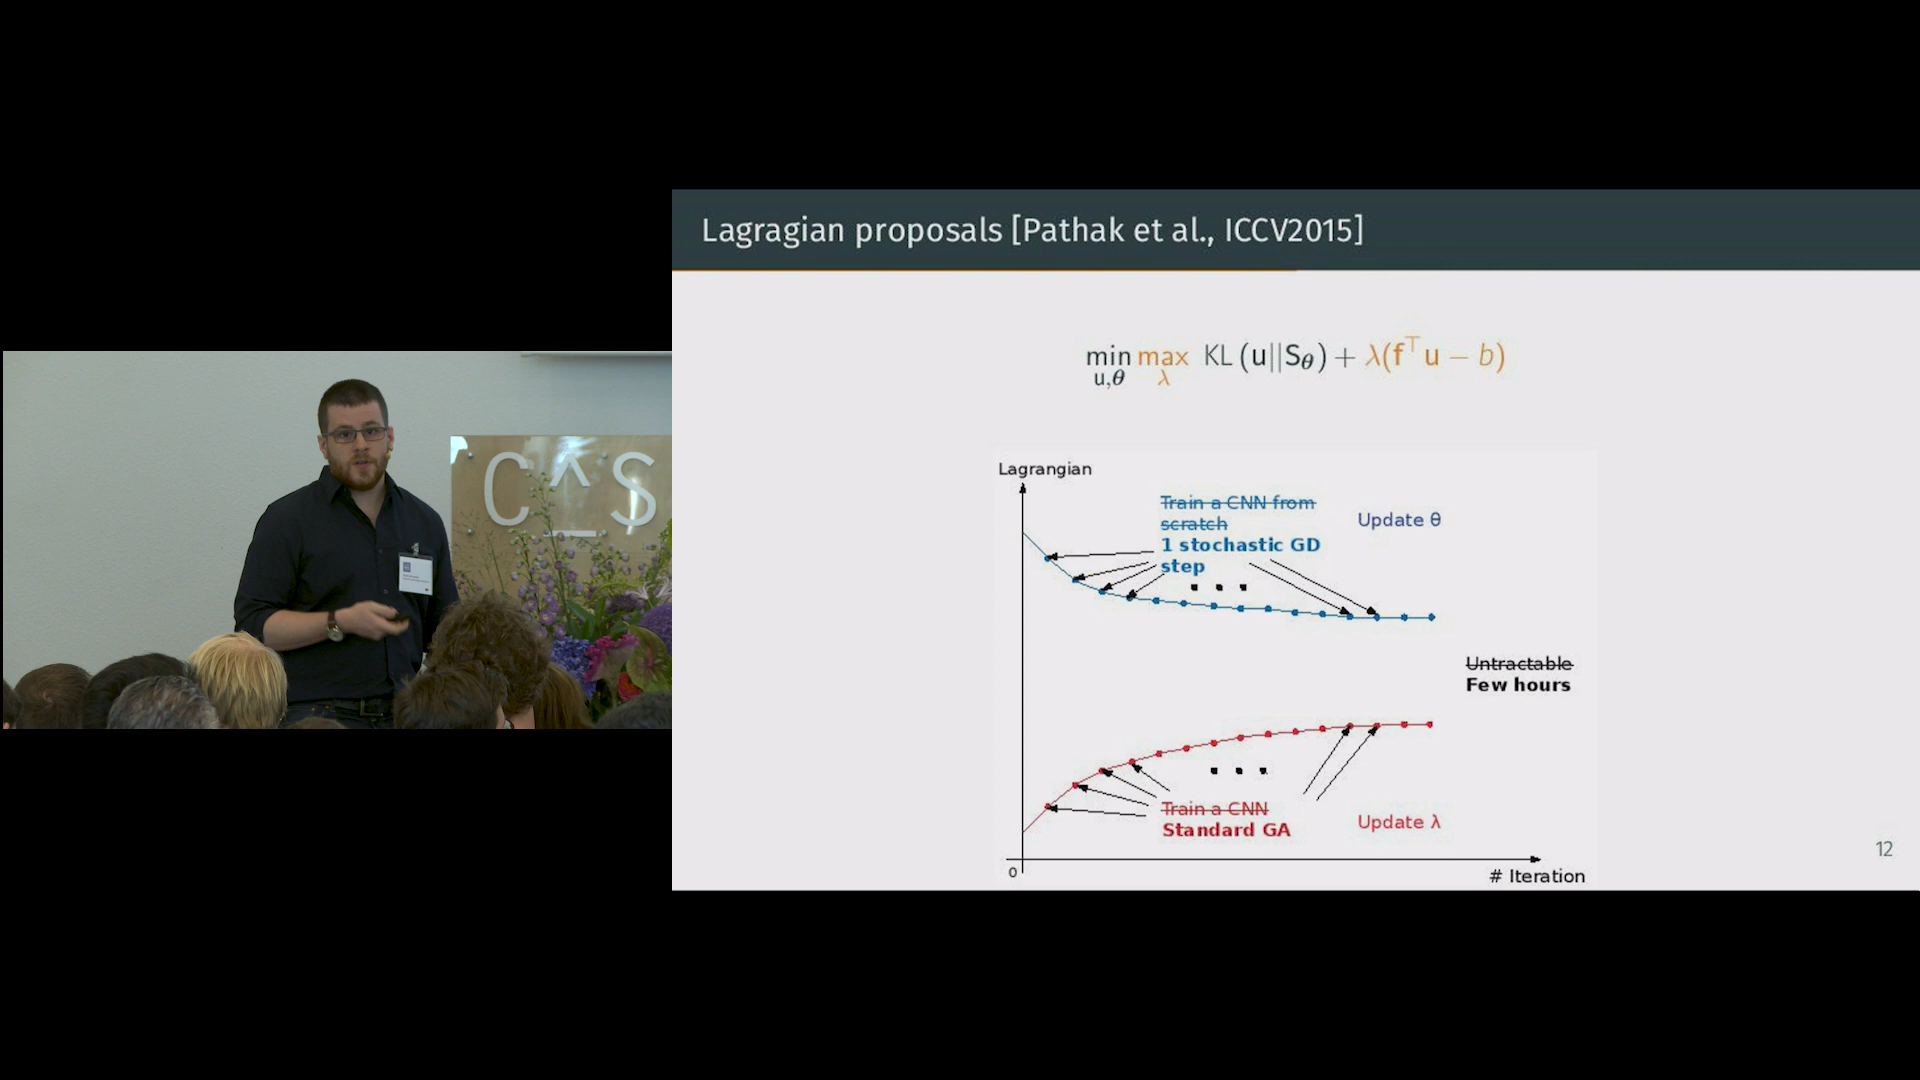 Lagragian proposals [Pathak et al., ICCV2015]
min max KL (u||Sθ) + λ(f⊤u − b)
u,θ λ
Lagrangian
Train a CNN from
scratch
1 stochastic GD
step
Update θ
Untractable
Few hours
Train a CNN
Standard GA
Update λ
0
# Iteration
12
C^S